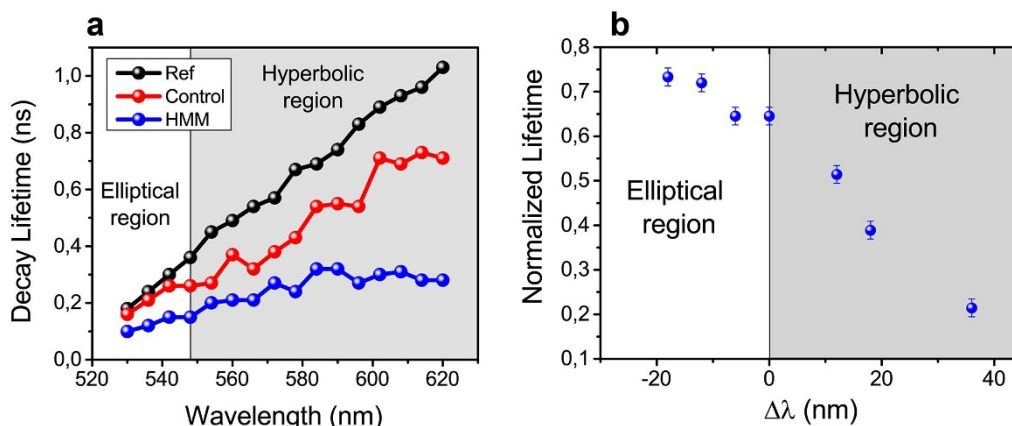 a
Decay Lifetime (ns)
1,0
0,8
0,6
0,4
0,2
0,0
Ref
Control
HMM
Hyperbolic
region
Elliptical
region
520
540
560
580
600
620
Wavelength (nm)
b
Normalized Lifetime
0,8
0,7
0,6
0,5
0,4
0,3
0,2
0,1
Elliptical
region
Hyperbolic
region
-20
0
20
40
Δλ (nm)